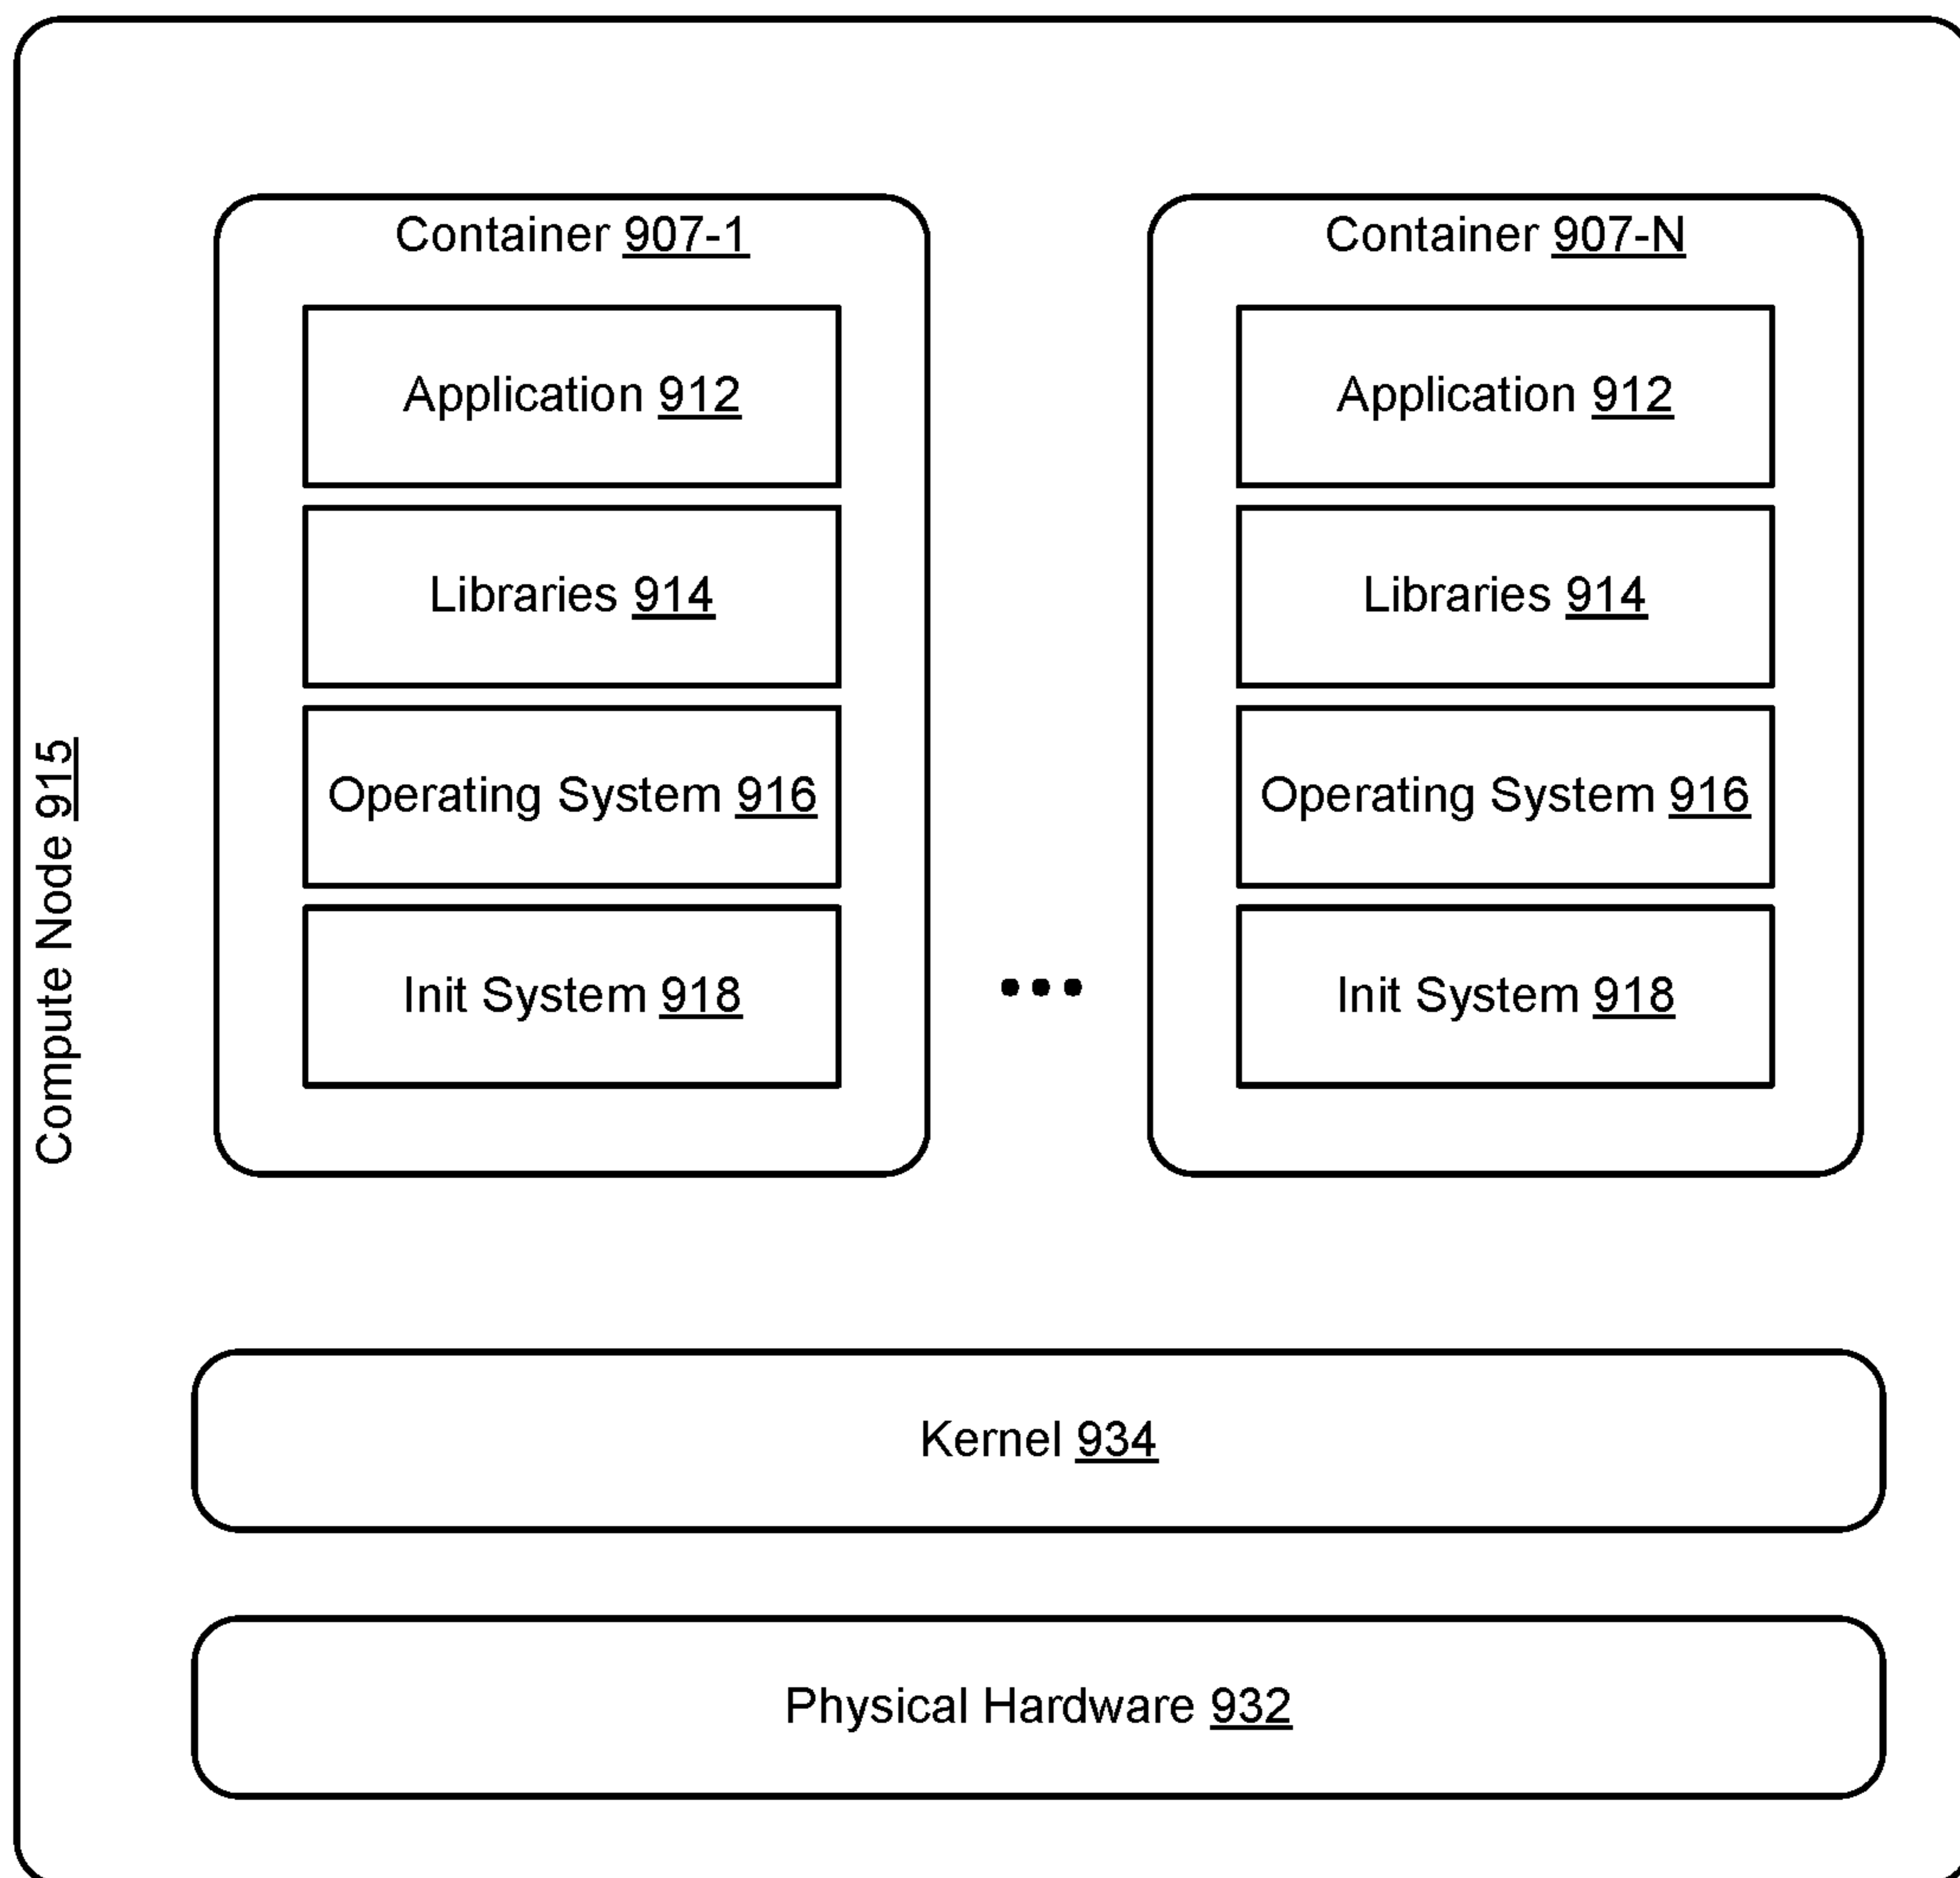 Compute Node 915
Container 907-1
Application 912
Libraries 914
Operating System 916
Init System 918
...
Container 907-N
Application 912
Libraries 914
Operating System 916
Init System 918
Kernel 934
Physical Hardware 932